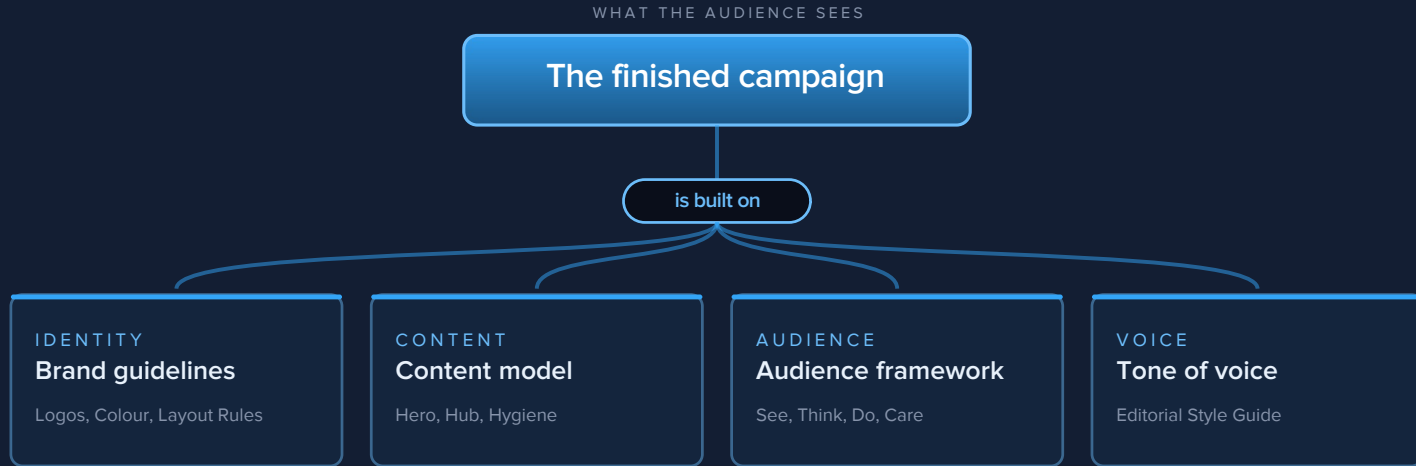 WHAT THE AUDIENCE SEES
The finished campaign
is built on
IDENTITY
Brand guidelines
Logos, Colour, Layout Rules
CONTENT
Content model
Hero, Hub, Hygiene
AUDIENCE
Audience framework
See, Think, Do, Care
VOICE
Tone of voice
Editorial Style Guide